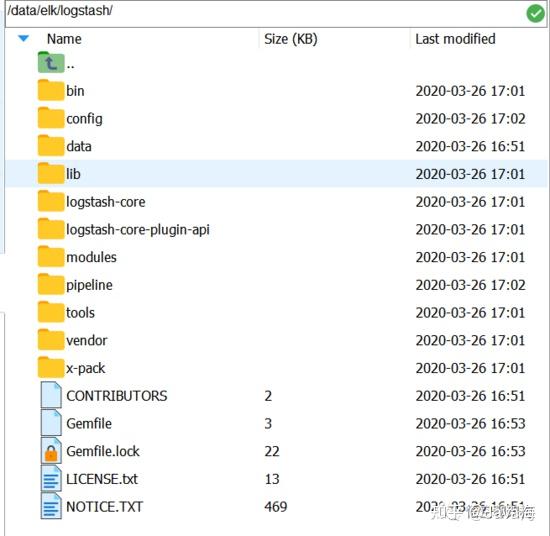 /data/elk/logstash/
Name Size (KB) Last modified
..
bin 2020-03-26 17:01
config 2020-03-26 17:02
data 2020-03-26 16:51
lib 2020-03-26 17:01
logstash-core 2020-03-26 17:01
logstash-core-plugin-api 2020-03-26 17:01
modules 2020-03-26 17:01
pipeline 2020-03-26 17:02
tools 2020-03-26 17:01
vendor 2020-03-26 17:01
x-pack 2020-03-26 17:01
CONTRIBUTORS 2 2020-03-26 16:51
Gemfile 3 2020-03-26 16:53
Gemfile.lock 22 2020-03-26 16:53
LICENSE.txt 13 2020-03-26 16:51
NOTICE.TXT 469 2020-03-26 16:51
知乎